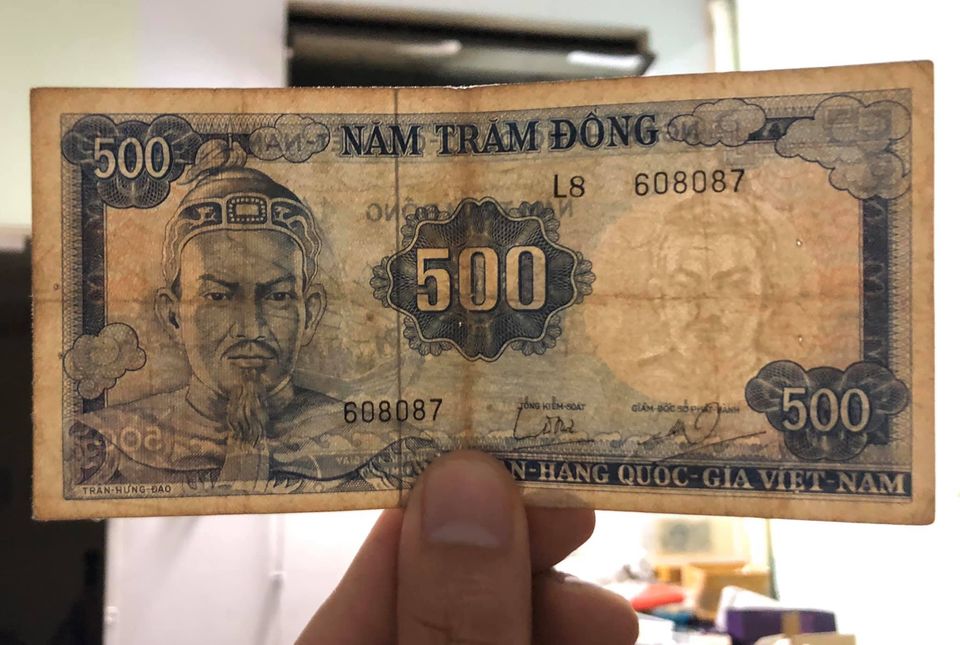 500
NĂM TRĂM ĐỒNG
L8 608087
500
608087
TỔNG KIỂM-SOÁT
GIÁM-ĐỐC SỞ PHÁT-HÀNH
500
TRẦN-HƯNG-ĐẠO
N-HÀNG QUỐC-GIA VIỆT-NAM